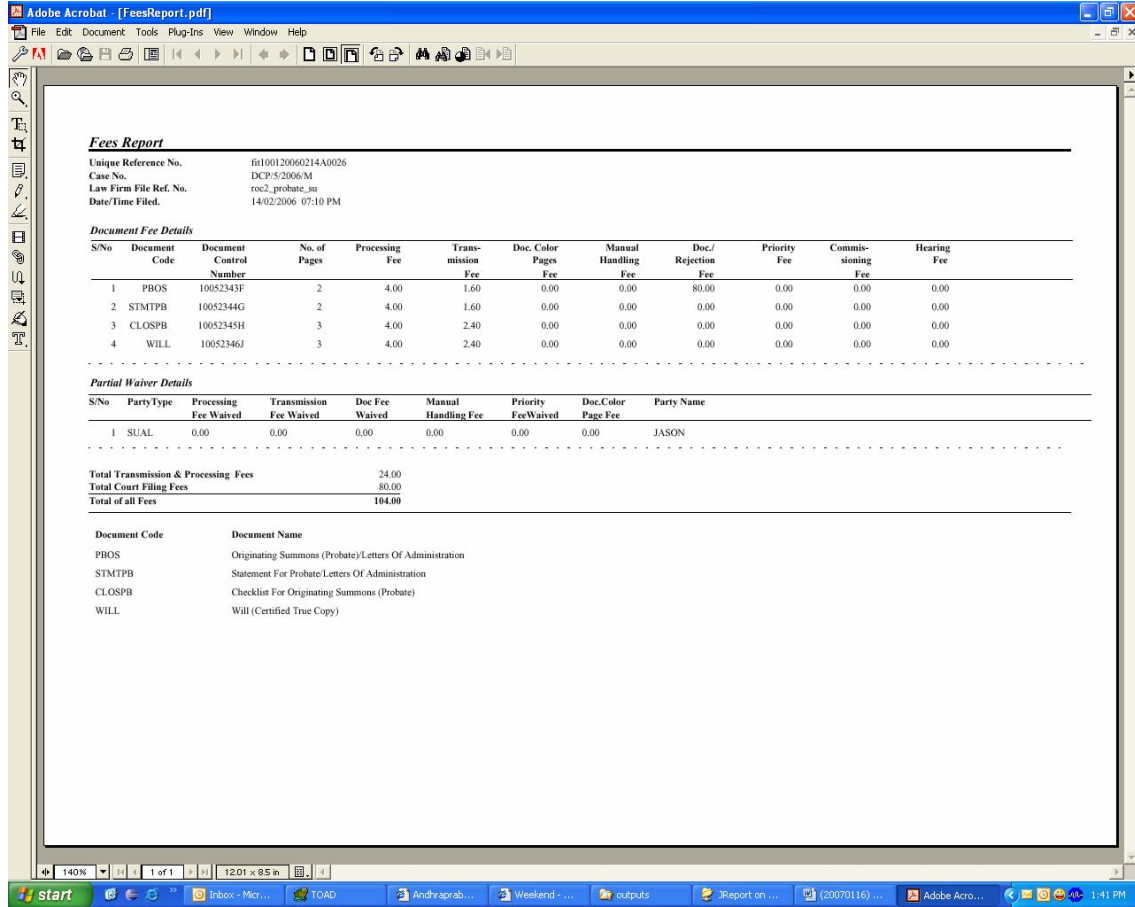 Adobe Acrobat - [FeesReport.pdf]
File Edit Document Tools Plug-Ins View Window Help
Fees Report
Unique Reference No. fit100120060214A0026
Case No. DCP/5/2006/M
Law Firm File Ref. No. roc2_probate_su
Date/Time Filed. 14/02/2006 07:10 PM
Document Fee Details
S/No Document Document No. of Processing Trans- Doc. Color Manual Doc./ Priority Commis- Hearing
Code Control Pages Fee mission Pages Handling Rejection Fee sioning Fee
Number Fee Fee Fee Fee Fee
1 PBOS 10052343F 2 4.00 1.60 0.00 0.00 80.00 0.00 0.00 0.00
2 STMTPB 10052344G 2 4.00 1.60 0.00 0.00 0.00 0.00 0.00 0.00
3 CLOSPB 10052345H 3 4.00 2.40 0.00 0.00 0.00 0.00 0.00 0.00
4 WILL 10052346J 3 4.00 2.40 0.00 0.00 0.00 0.00 0.00 0.00
Partial Waiver Details
S/No PartyType Processing Transmission Doc Fee Manual Priority Doc.Color Party Name
Fee Waived Fee Waived Waived Handling Fee FeeWaived Page Fee
1 SUAL 0.00 0.00 0.00 0.00 0.00 0.00 JASON
Total Transmission & Processing Fees 24.00
Total Court Filing Fees 80.00
Total of all Fees 104.00
Document Code Document Name
PBOS Originating Summons (Probate)/Letters Of Administration
STMTPB Statement For Probate/Letters Of Administration
CLOSPB Checklist For Originating Summons (Probate)
WILL Will (Certified True Copy)
140% 1 of 1 12.01 x 8.5 in
start Inbox - Micr... TOAD Andhraprab... Weekend - ... outputs JReport on ... (20070116) ... Adobe Acro... 1:41 PM